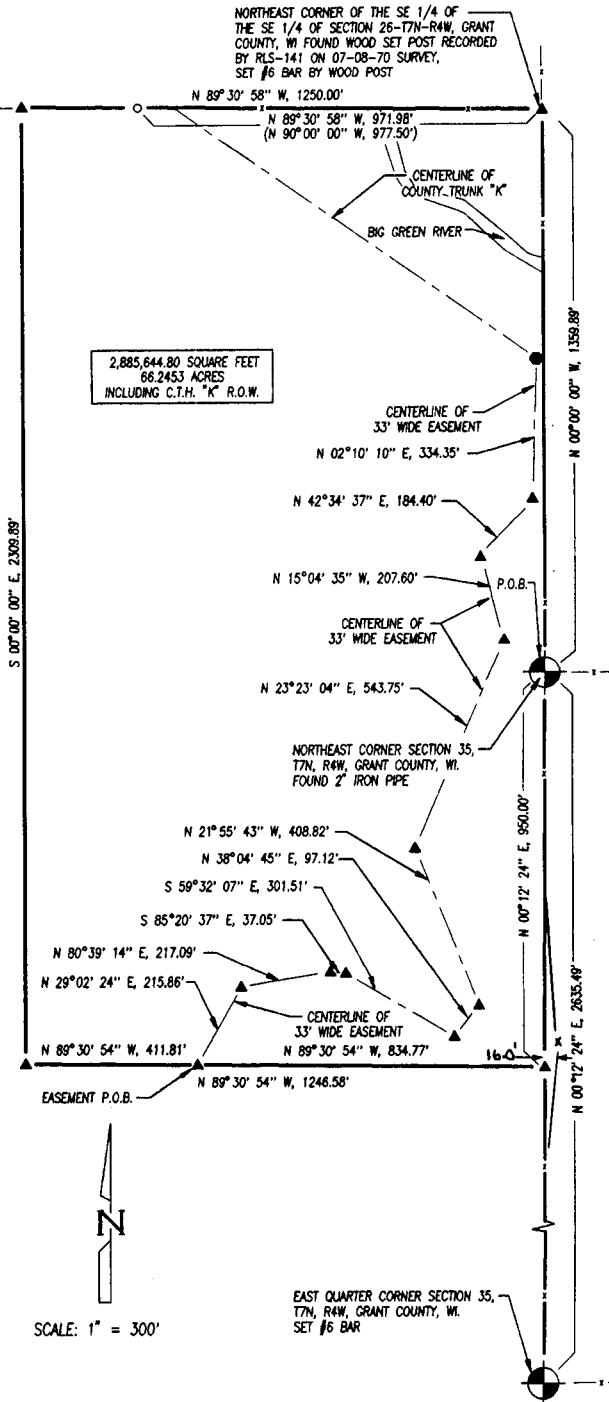 NORTHEAST CORNER OF THE SE 1/4 OF
THE SE 1/4 OF SECTION 26-T7N-R4W, GRANT
COUNTY, WI FOUND WOOD SET POST RECORDED
BY RLS-141 ON 07-08-70 SURVEY,
SET #6 BAR BY WOOD POST
N 89°30' 58" W, 1250.00'
N 89°30' 58" W, 971.98'
(N 90°00' 00" W, 977.50')
CENTERLINE OF
COUNTY TRUNK "K"
BIG GREEN RIVER
N 00°00' 00" W, 1359.89'
2,885,644.80 SQUARE FEET
66.2453 ACRES
INCLUDING C.T.H. "K" R.O.W.
CENTERLINE OF
33' WIDE EASEMENT
N 02°10' 10" E, 334.35'
N 42°34' 37" E, 184.40'
S 00°00' 00" E, 2309.89'
N 15°04' 35" W, 207.60'
P.O.B.
CENTERLINE OF
33' WIDE EASEMENT
N 23°23' 04" E, 543.75'
NORTHEAST CORNER SECTION 35,
T7N, R4W, GRANT COUNTY, WI.
FOUND 2" IRON PIPE
N 00°12' 24" E, 950.00'
N 21°55' 43" W, 408.82'
N 38°04' 45" E, 97.12'
S 59°32' 07" E, 301.51'
S 85°20' 37" E, 37.05'
N 80°39' 14" E, 217.09'
N 29°02' 24" E, 215.86'
CENTERLINE OF
33' WIDE EASEMENT
N 00°12' 24" E, 2635.49'
N 89°30' 54" W, 411.81'
N 89°30' 54" W, 834.77'
16.0'
N 89°30' 54" W, 1246.58'
EASEMENT P.O.B.
N
SCALE: 1" = 300'
EAST QUARTER CORNER SECTION 35,
T7N, R4W, GRANT COUNTY, WI.
SET #6 BAR